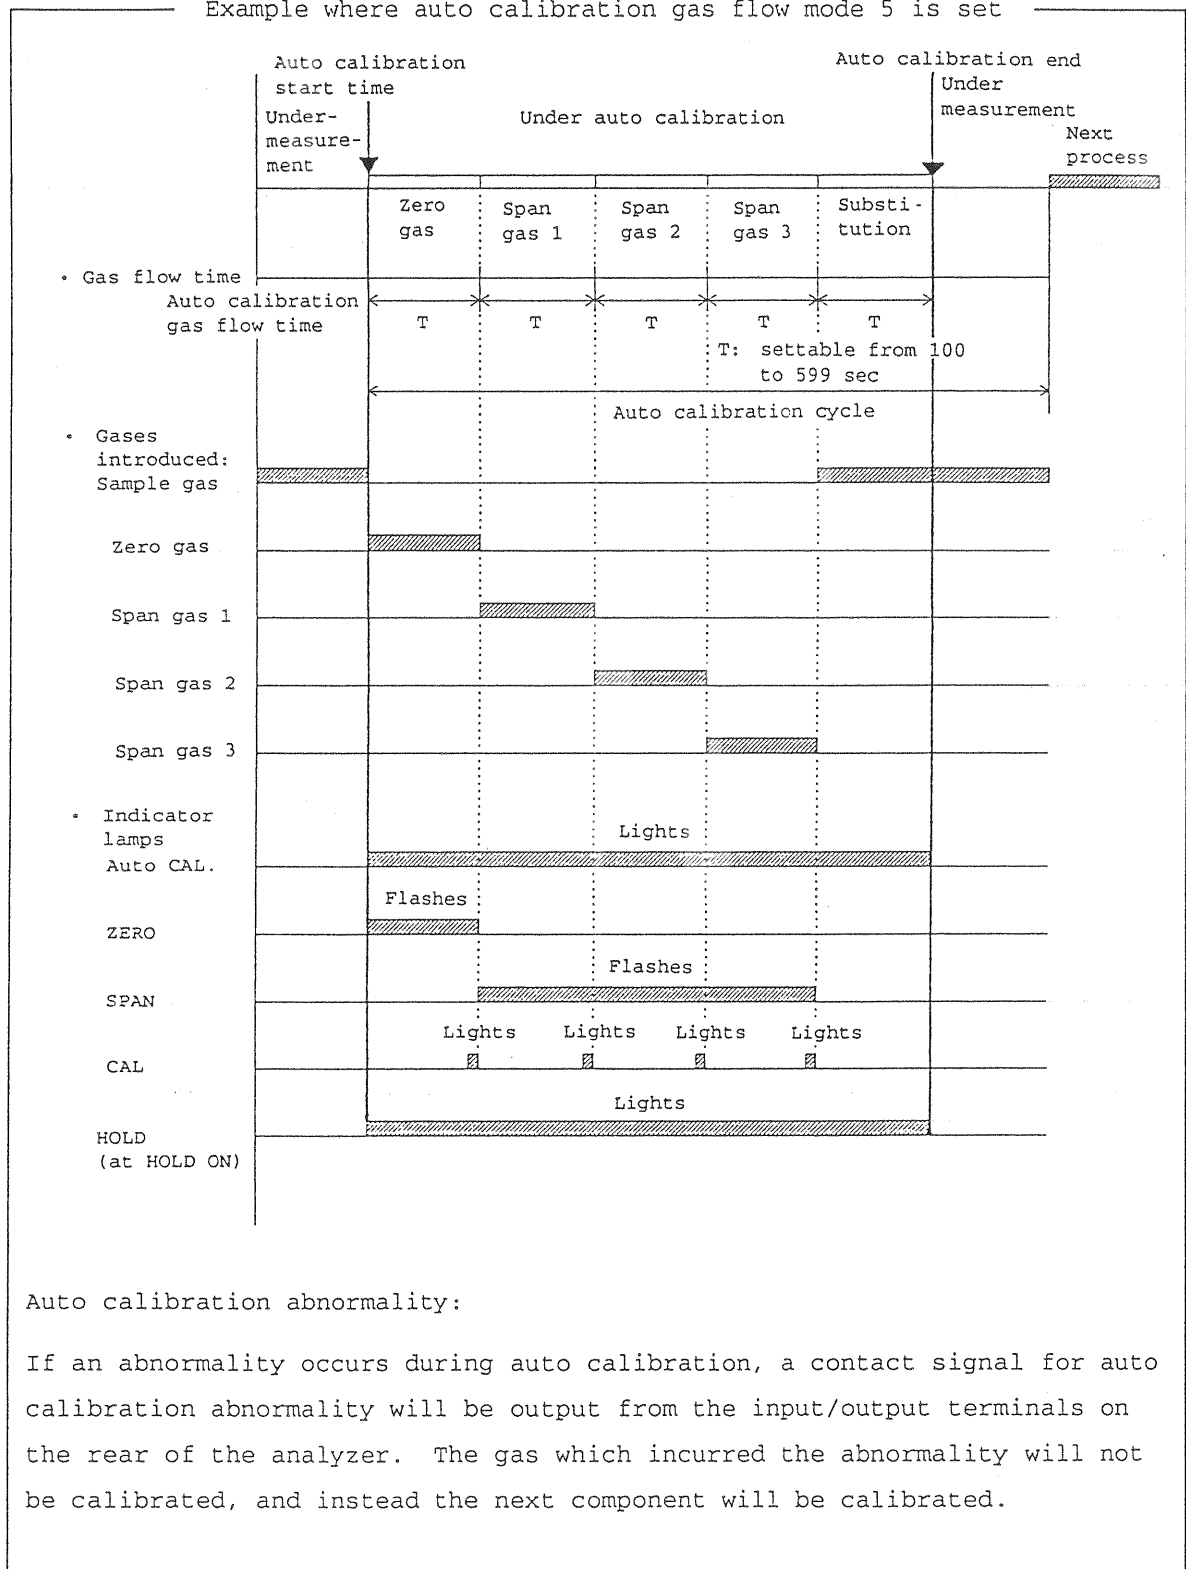 Example where auto calibration gas flow mode 5 is set
Auto calibration
start time
Auto calibration end
Under
measurement
Under-
measure-
ment
Under auto calibration
Next
process
Zero
gas
Span
gas 1
Span
gas 2
Span
gas 3
Substi-
tution
• Gas flow time
Auto calibration
gas flow time
T
T
T
T
T
T: settable from 100
to 599 sec
Auto calibration cycle
• Gases
introduced:
Sample gas
Zero gas
Span gas 1
Span gas 2
Span gas 3
• Indicator
lamps
Lights
Auto CAL.
Flashes
ZERO
Flashes
SPAN
Lights Lights Lights Lights
CAL
Lights
HOLD
(at HOLD ON)
Auto calibration abnormality:
If an abnormality occurs during auto calibration, a contact signal for auto
calibration abnormality will be output from the input/output terminals on
the rear of the analyzer. The gas which incurred the abnormality will not
be calibrated, and instead the next component will be calibrated.